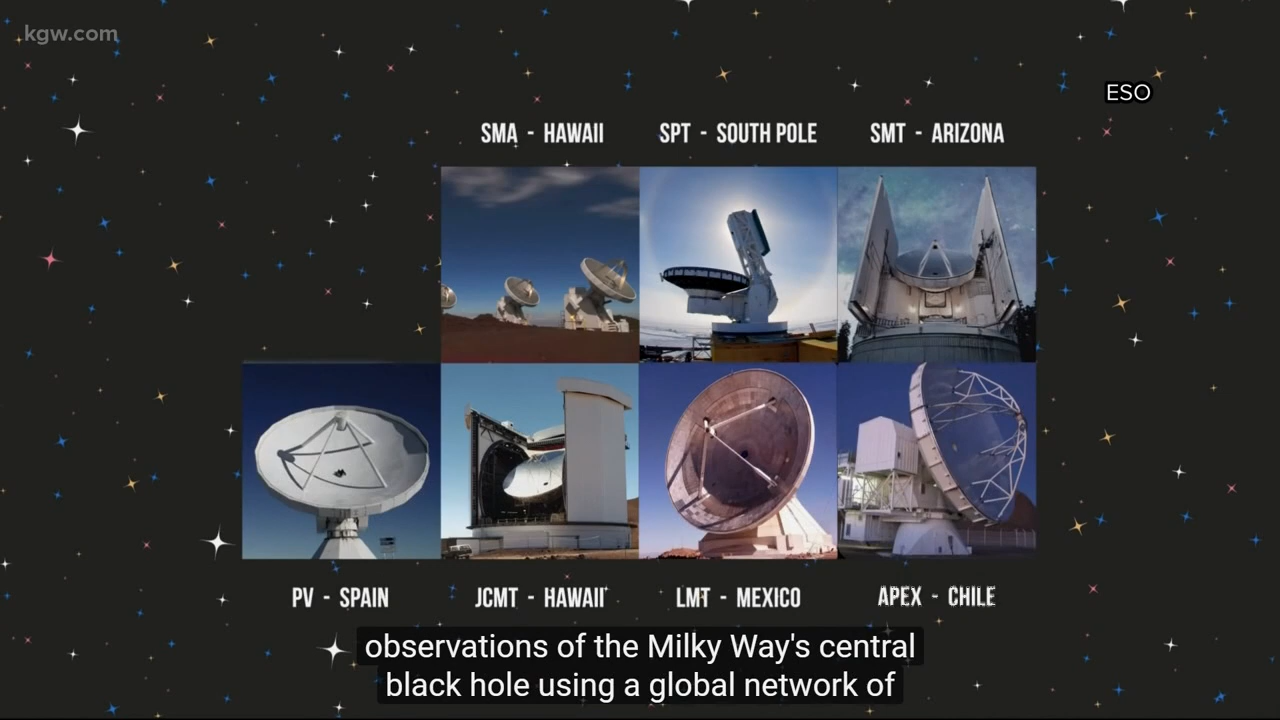 kgw.com
ESO
SMA - HAWAII
SPT - SOUTH POLE
SMT - ARIZONA
PV - SPAIN
JCMT - HAWAII
LMT - MEXICO
APEX - CHILE
observations of the Milky Way's central
black hole using a global network of